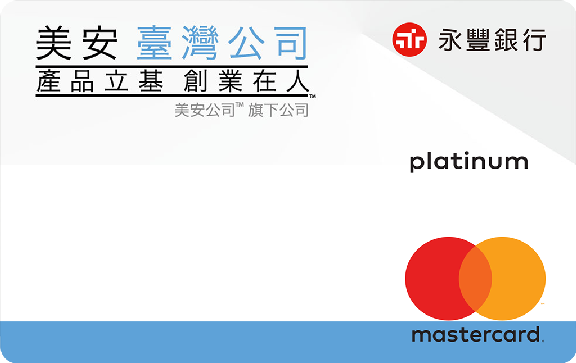 美安 臺灣公司
產品立基 創業在人™
美安公司™ 旗下公司
永豐銀行
platinum
mastercard.